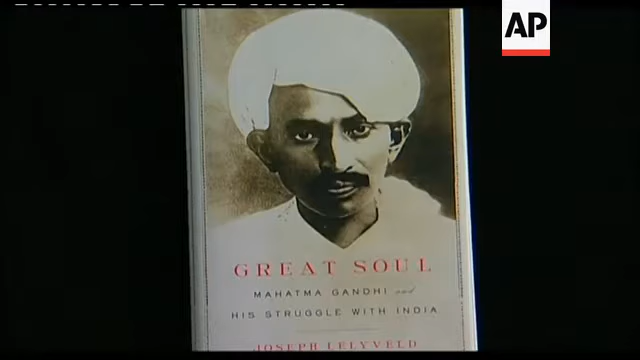 AP
GREAT SOUL
MAHATMA GANDHI and
HIS STRUGGLE WITH INDIA
JOSEPH LELYVELD